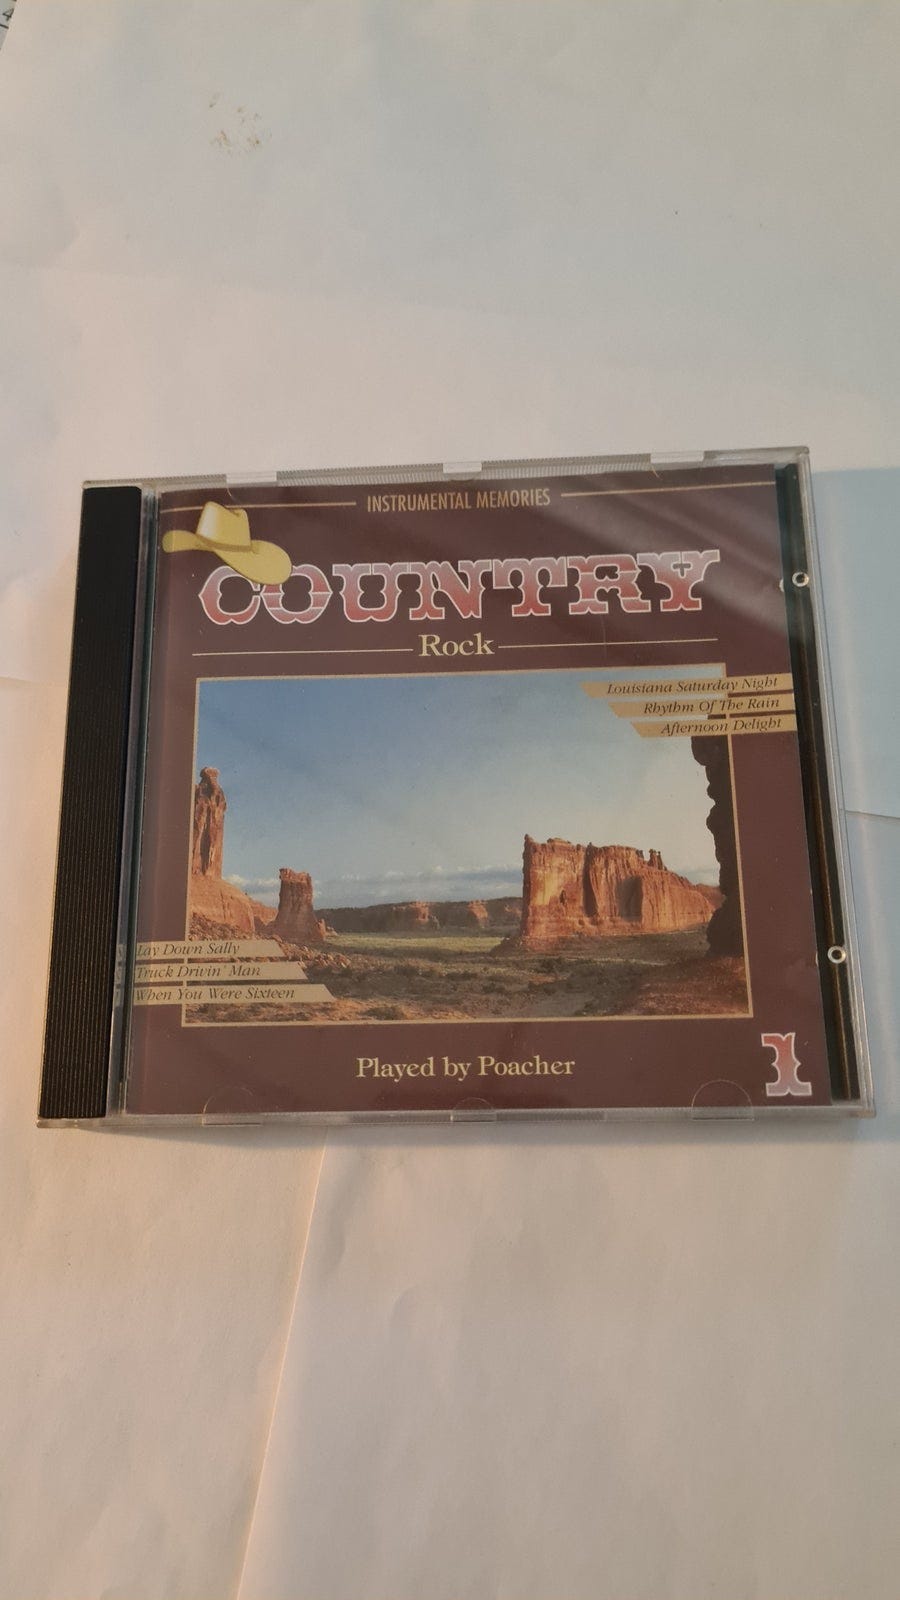 INSTRUMENTAL MEMORIES
COUNTRY
Rock
Louisiana Saturday Night
Rhythm Of The Rain
Afternoon Delight
Lay Down Sally
Truck Drivin' Man
When You Were Sixteen
Played by Poacher
1